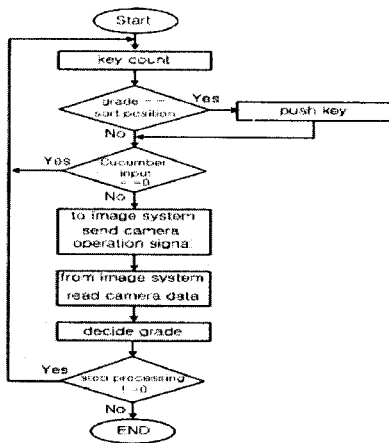 Start
key count
grade ==
sort position
Yes
push key
No
Cucumber
input
==0
Yes
No
to image system
send camera
operation signal
from image system
read camera data
decide grade
Yes
stop processing
! =0
No
END